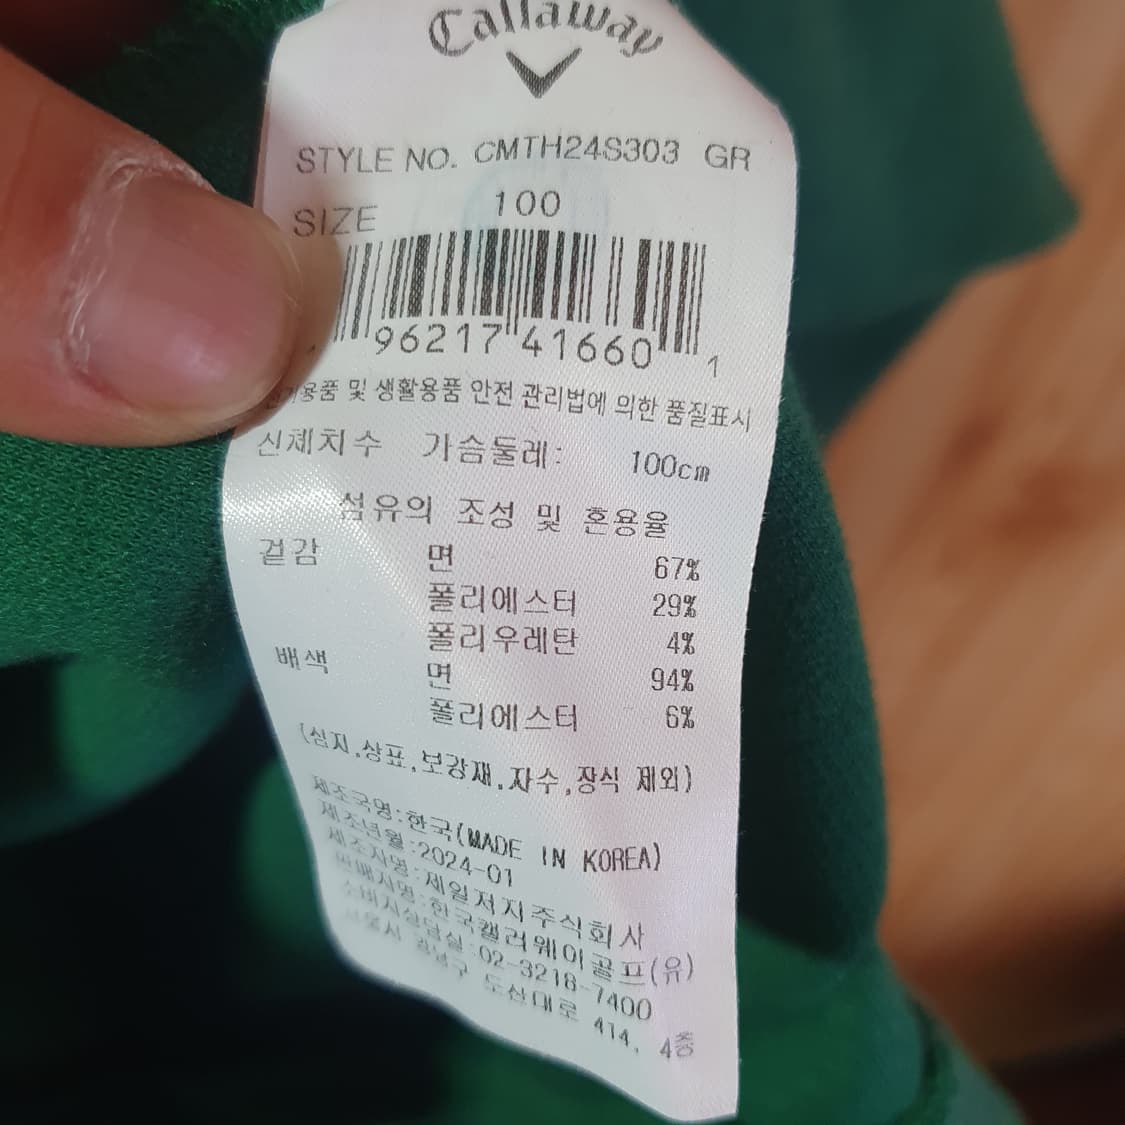 Callaway
STYLE NO. CMTH24S303 GR
SIZE 100
96217 41660 1
전기용품 및 생활용품 안전 관리법에 의한 품질표시
신체치수 가슴둘레: 100cm
섬유의 조성 및 혼용율
겉감 면 67%
폴리에스터 29%
폴리우레탄 4%
배색 면 94%
폴리에스터 6%
(심지,상표,보강재,자수,장식 제외)
제조국명:한국(MADE IN KOREA)
제조년월:2024-01
제조자명:제일저지주식회사
판매자명:한국캘러웨이골프(유)
소비자상담실:02-3218-7400
강남구 도산대로 414, 4층